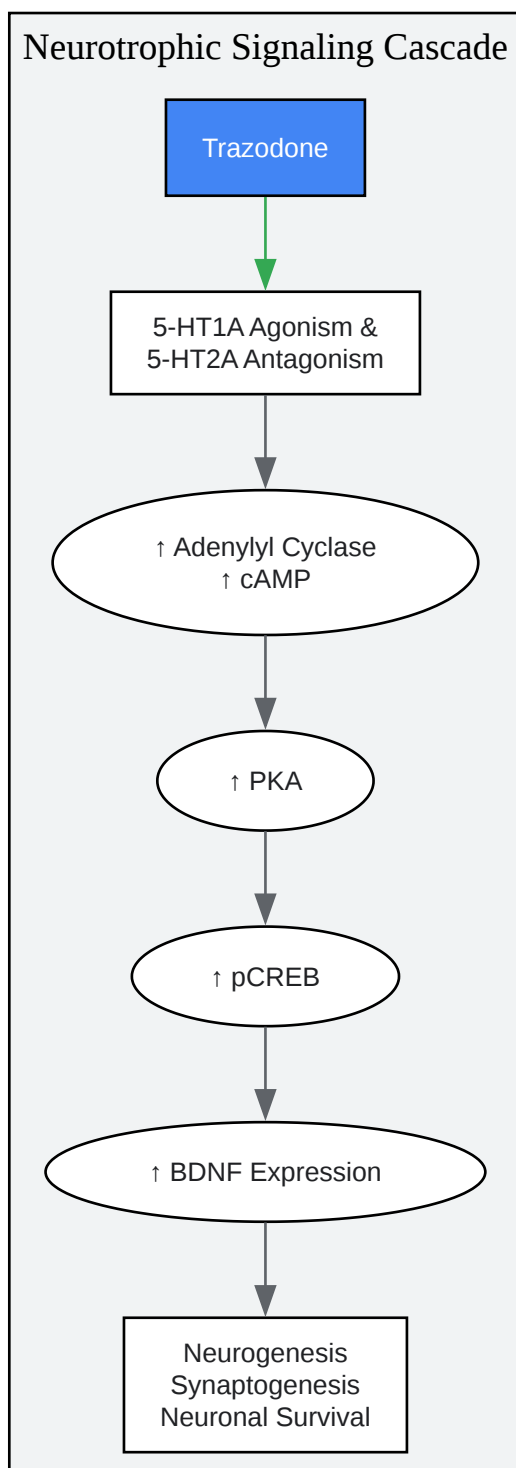 Neurotrophic Signaling Cascade
Trazodone
5-HT1A Agonism &
5-HT2A Antagonism
↑ Adenylyl Cyclase
↑ cAMP
↑ PKA
↑ pCREB
↑ BDNF Expression
Neurogenesis
Synaptogenesis
Neuronal Survival